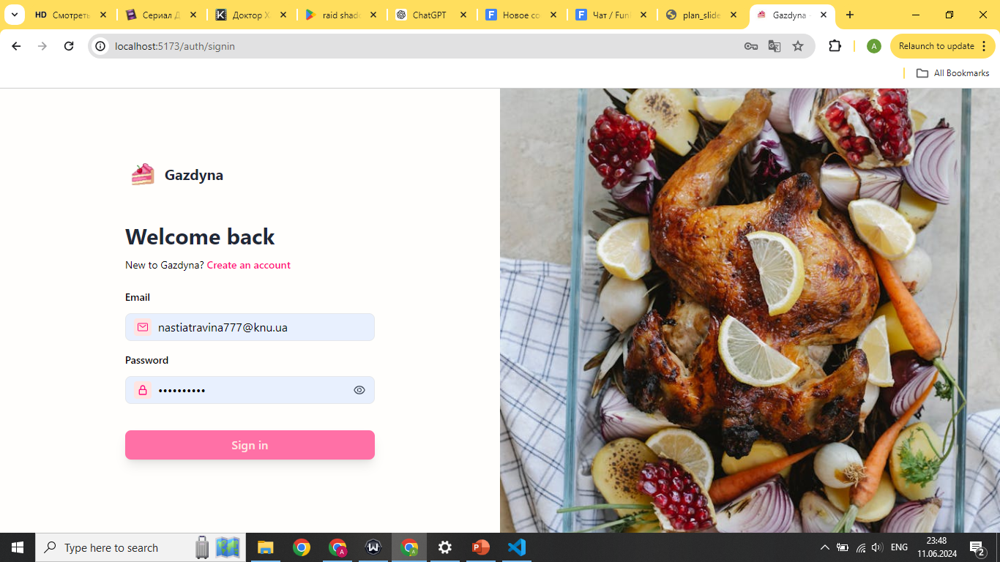 HD Смотреть
Сериал Д
Доктор Х
raid shado
ChatGPT
Новое со
Чат / Fun
plan_slide
Gazdyna
localhost:5173/auth/signin
A
Relaunch to update
All Bookmarks
Gazdyna
Welcome back
New to Gazdyna? Create an account
Email
nastiatravina777@knu.ua
Password
••••••••••
Sign in
Type here to search
ENG
23:48
11.06.2024
2